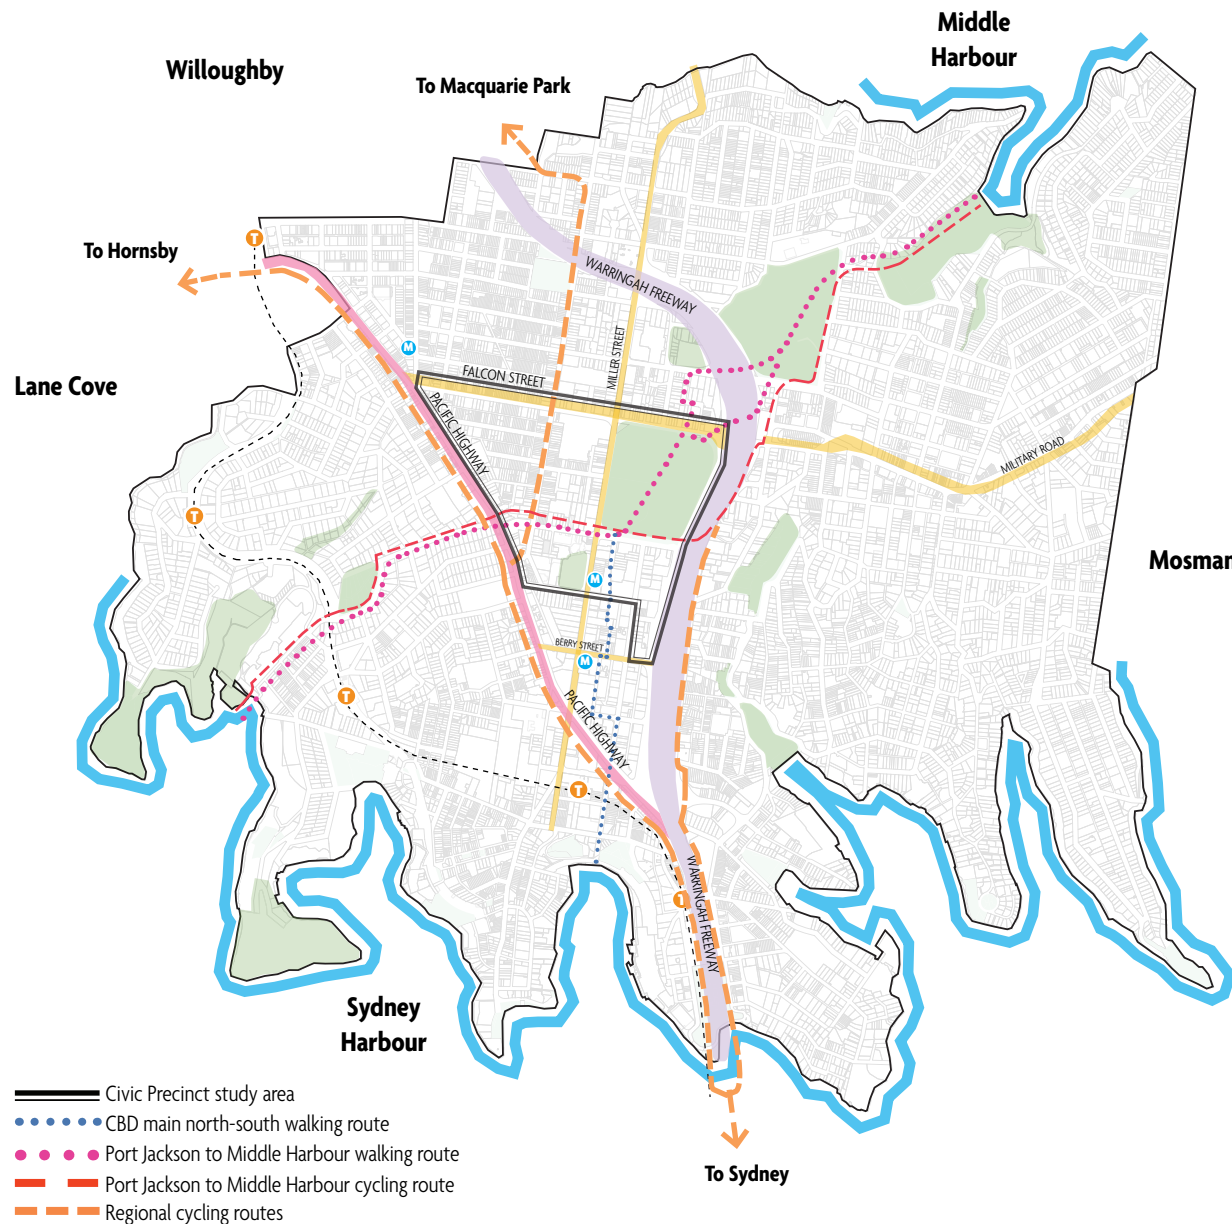 Middle
Harbour
Willoughby
To Macquarie Park
T
To Hornsby
WARRINGAH FREEWAY
MILLER STREET
M
FALCON STREET
Lane Cove
PACIFIC HIGHWAY
MILITARY ROAD
T
Mosman
M
BERRY STREET
M
T
PACIFIC HIGHWAY
T
WARRINGAH FREEWAY
1
Sydney
Harbour
Civic Precinct study area
CBD main north-south walking route
Port Jackson to Middle Harbour walking route
To Sydney
Port Jackson to Middle Harbour cycling route
Regional cycling routes